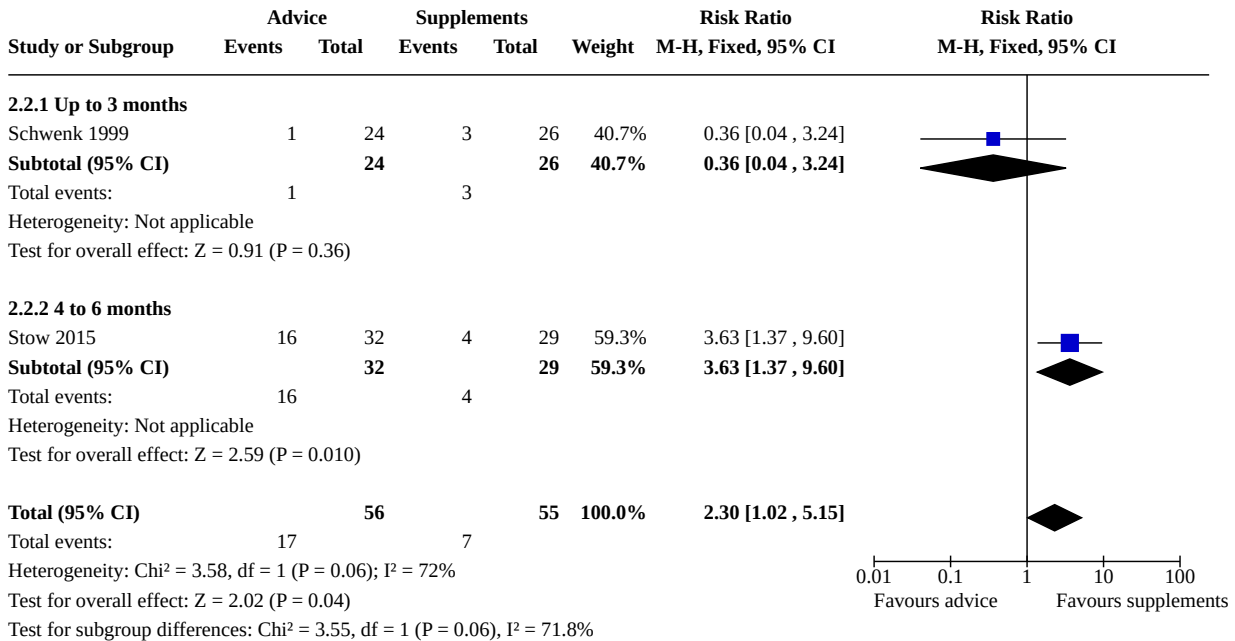 Advice Supplements Risk Ratio Risk Ratio
Study or Subgroup Events Total Events Total Weight M-H, Fixed, 95% CI M-H, Fixed, 95% CI
2.2.1 Up to 3 months
Schwenk 1999 1 24 3 26 40.7% 0.36 [0.04 , 3.24]
Subtotal (95% CI) 24 26 40.7% 0.36 [0.04 , 3.24]
Total events: 1 3
Heterogeneity: Not applicable
Test for overall effect: Z = 0.91 (P = 0.36)
2.2.2 4 to 6 months
Stow 2015 16 32 4 29 59.3% 3.63 [1.37 , 9.60]
Subtotal (95% CI) 32 29 59.3% 3.63 [1.37 , 9.60]
Total events: 16 4
Heterogeneity: Not applicable
Test for overall effect: Z = 2.59 (P = 0.010)
Total (95% CI) 56 55 100.0% 2.30 [1.02 , 5.15]
Total events: 17 7
Heterogeneity: Chi² = 3.58, df = 1 (P = 0.06); I² = 72%
0.01 0.1 1 10 100
Test for overall effect: Z = 2.02 (P = 0.04) Favours advice Favours supplements
Test for subgroup differences: Chi² = 3.55, df = 1 (P = 0.06), I² = 71.8%